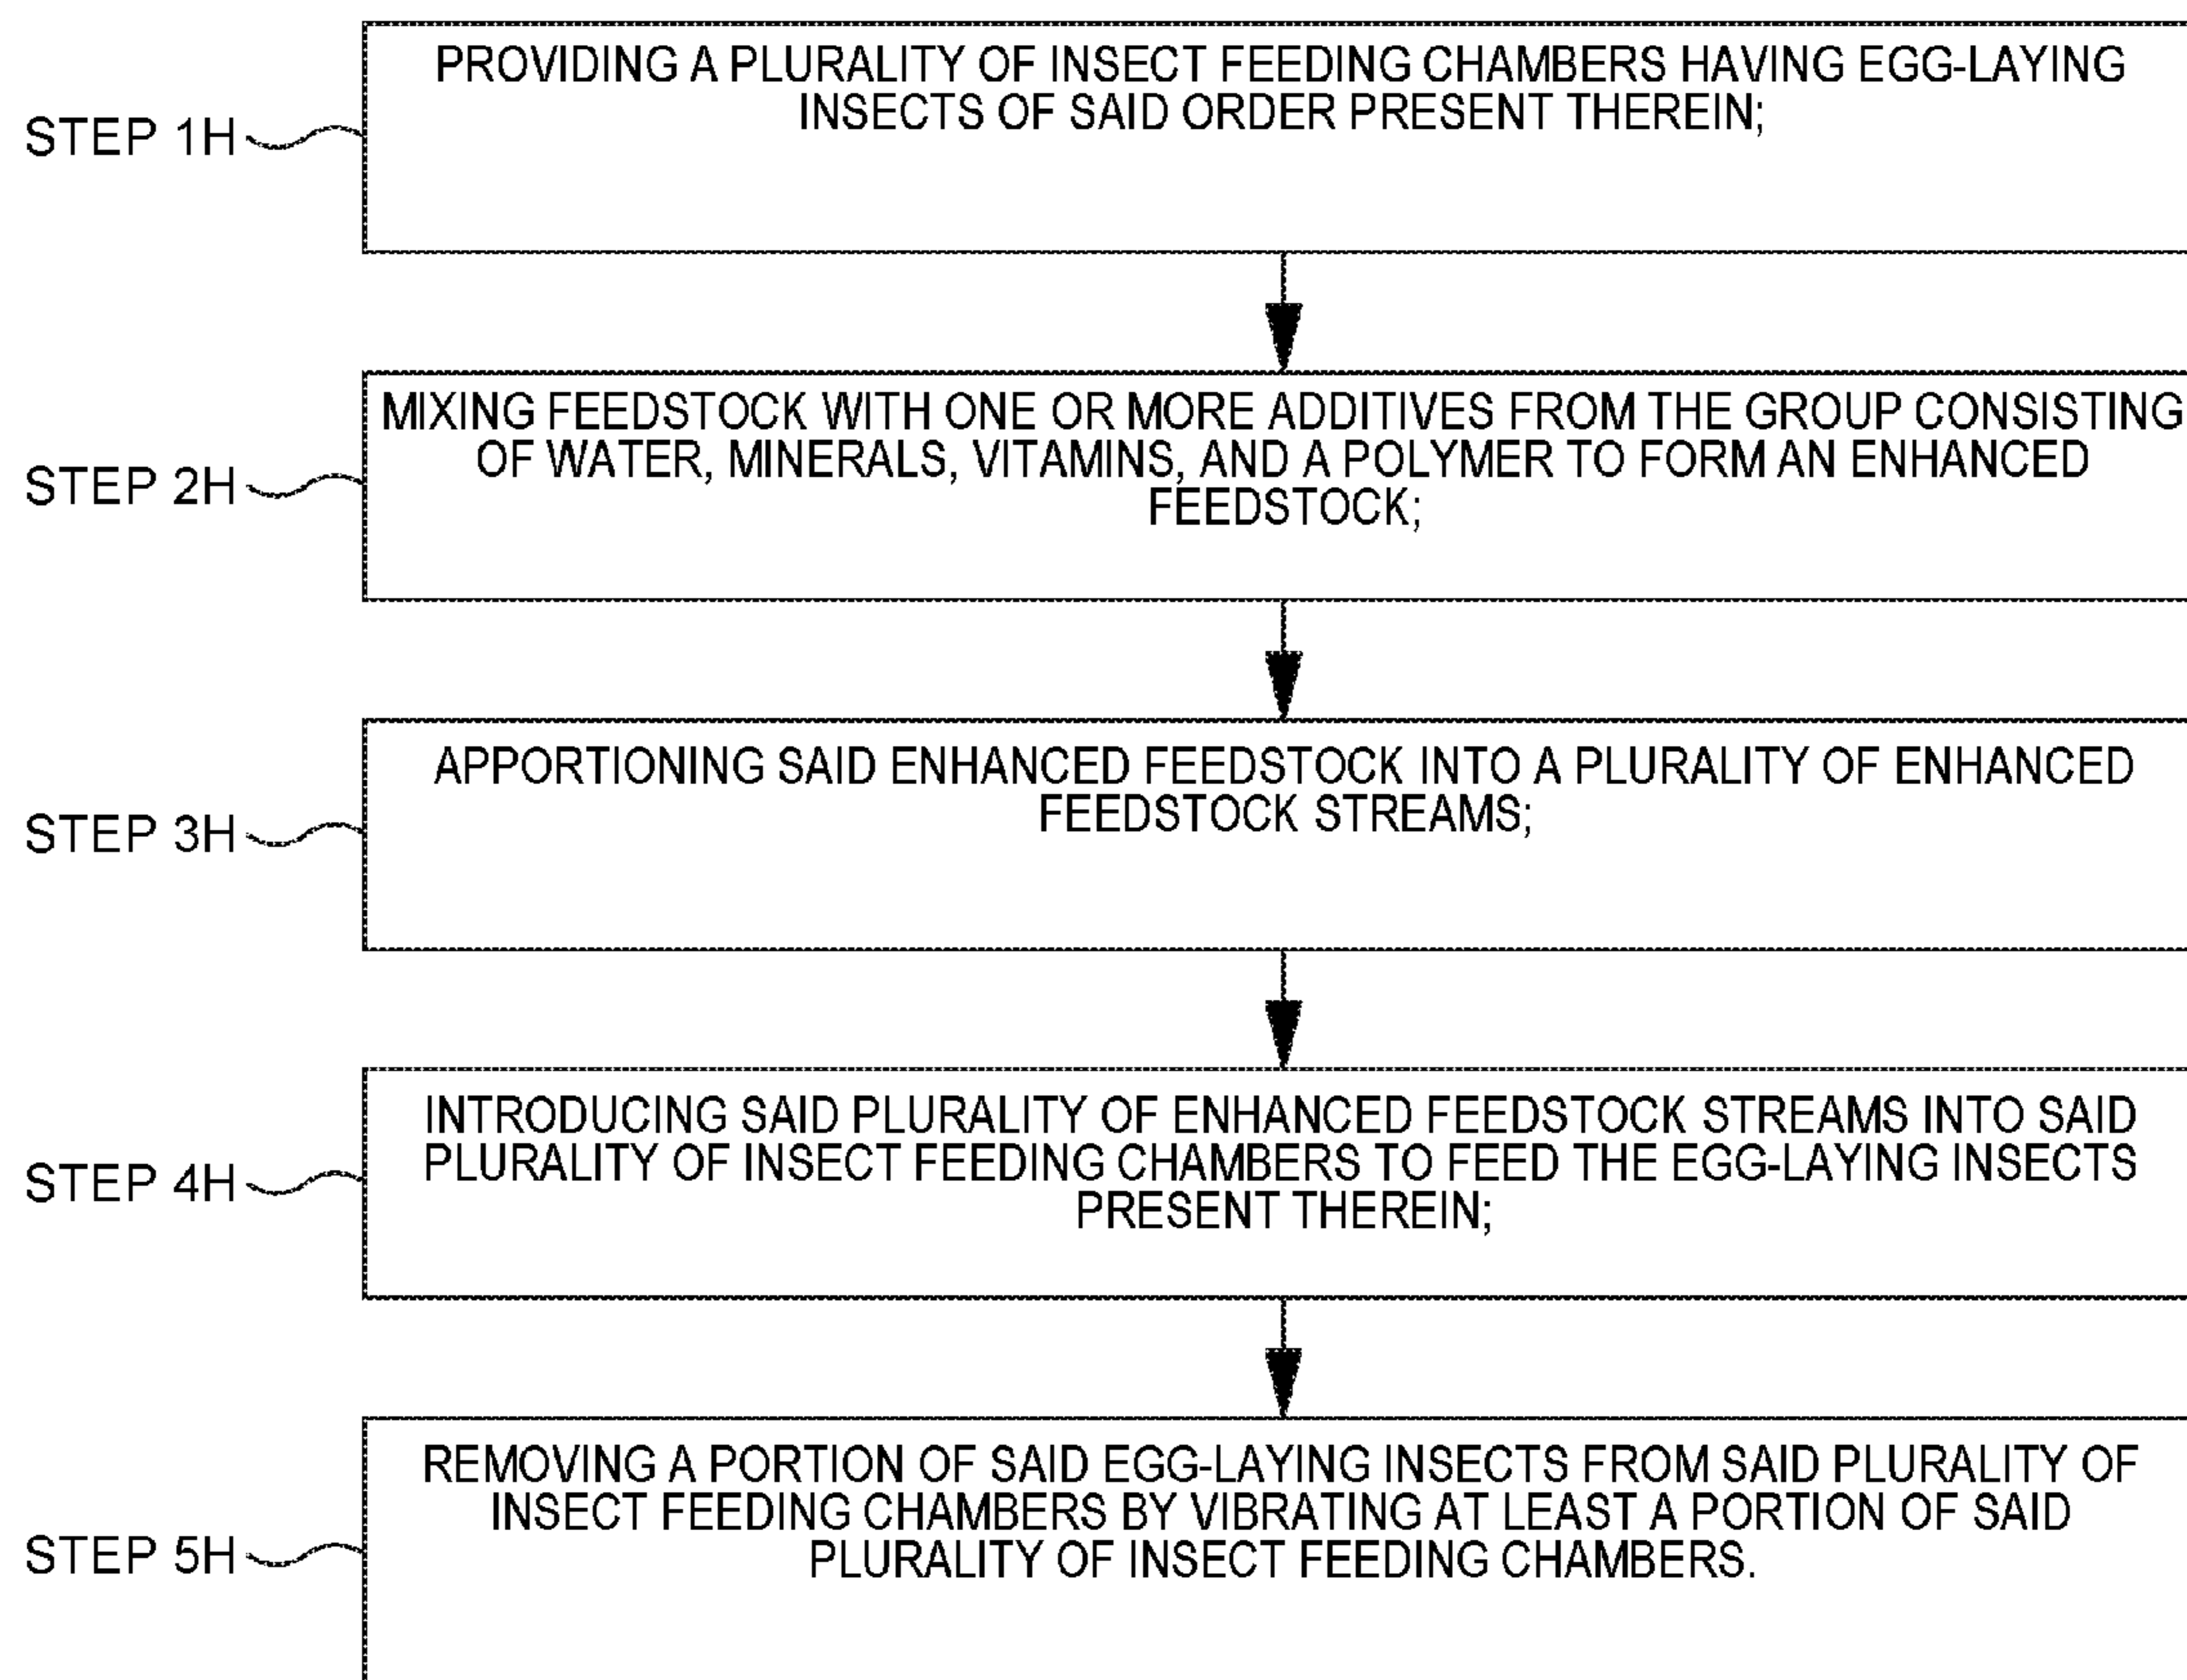 PROVIDING A PLURALITY OF INSECT FEEDING CHAMBERS HAVING EGG-LAYING
INSECTS OF SAID ORDER PRESENT THEREIN;
STEP 1H
MIXING FEEDSTOCK WITH ONE OR MORE ADDITIVES FROM THE GROUP CONSISTING
OF WATER, MINERALS, VITAMINS, AND A POLYMER TO FORM AN ENHANCED
FEEDSTOCK;
STEP 2H
APPORTIONING SAID ENHANCED FEEDSTOCK INTO A PLURALITY OF ENHANCED
FEEDSTOCK STREAMS;
STEP 3H
INTRODUCING SAID PLURALITY OF ENHANCED FEEDSTOCK STREAMS INTO SAID
PLURALITY OF INSECT FEEDING CHAMBERS TO FEED THE EGG-LAYING INSECTS
PRESENT THEREIN;
STEP 4H
REMOVING A PORTION OF SAID EGG-LAYING INSECTS FROM SAID PLURALITY OF
INSECT FEEDING CHAMBERS BY VIBRATING AT LEAST A PORTION OF SAID
PLURALITY OF INSECT FEEDING CHAMBERS.
STEP 5H